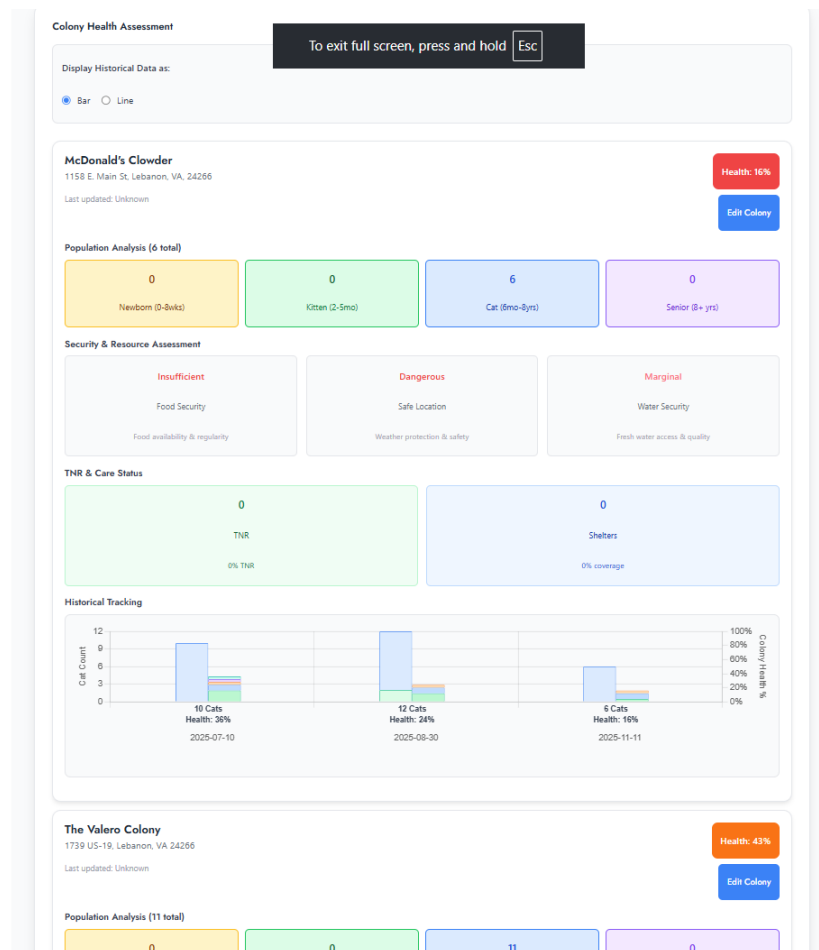 Colony Health Assessment
To exit full screen, press and hold Esc
Display Historical Data as:
Bar Line
McDonald's Clowder
1158 E. Main St, Lebanon, VA, 24266
Last updated: Unknown
Health: 16%
Edit Colony
Population Analysis (6 total)
0 0 6 0
Newborn (0-8wks) Kitten (2-5mo) Cat (6mo-8yrs) Senior (8+ yrs)
Security & Resource Assessment
Insufficient Dangerous Marginal
Food Security Safe Location Water Security
Food availability & regularity Weather protection & safety Fresh water access & quality
TNR & Care Status
0 0
TNR Shelters
0% TNR 0% coverage
Historical Tracking
Cat Count
12
9
6
3
0
100%
80%
60%
40%
20%
0%
Colony Health %
10 Cats 12 Cats 6 Cats
Health: 36% Health: 24% Health: 16%
2025-07-10 2025-08-30 2025-11-11
The Valero Colony
1739 US-19, Lebanon, VA 24266
Last updated: Unknown
Health: 43%
Edit Colony
Population Analysis (11 total)
0 0 11 0